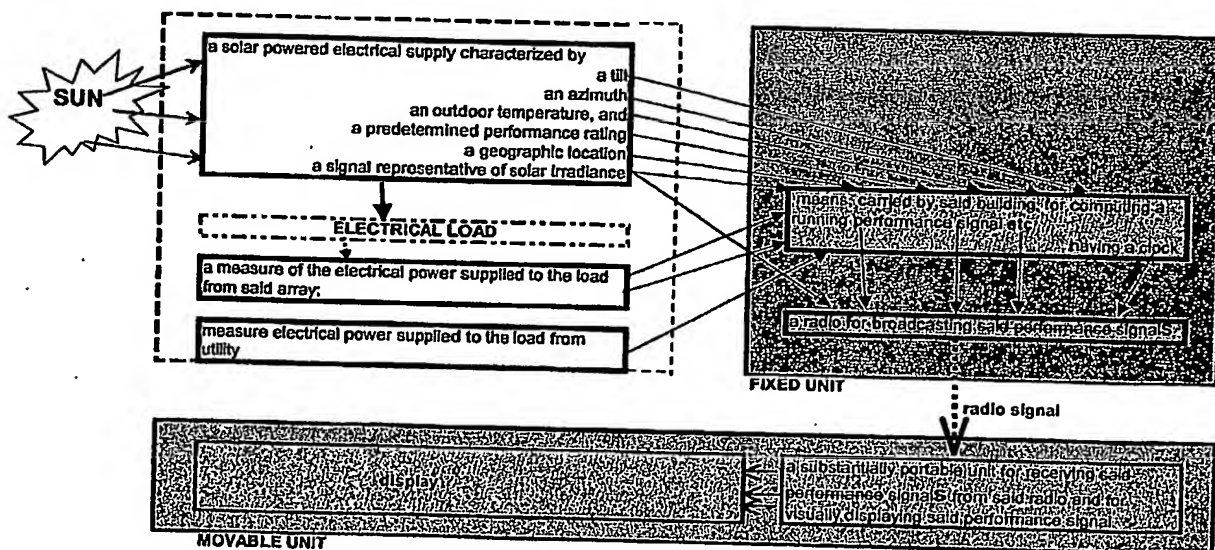 SUN
a solar powered electrical supply characterized by
a tilt
an azimuth
an outdoor temperature, and
a predetermined performance rating
a geographic location
a signal representative of solar irradiance
ELECTRICAL LOAD
a measure of the electrical power supplied to the load
from said array;
measure electrical power supplied to the load from
utility
means, carried by said building, for computing a
running performance signal etc
having a clock
a radio for broadcasting said performance signalS;
FIXED UNIT
radio signal
display
a substantially portable unit for receiving said
performance signalS from said radio and for
visually displaying said performance signal
MOVABLE UNIT